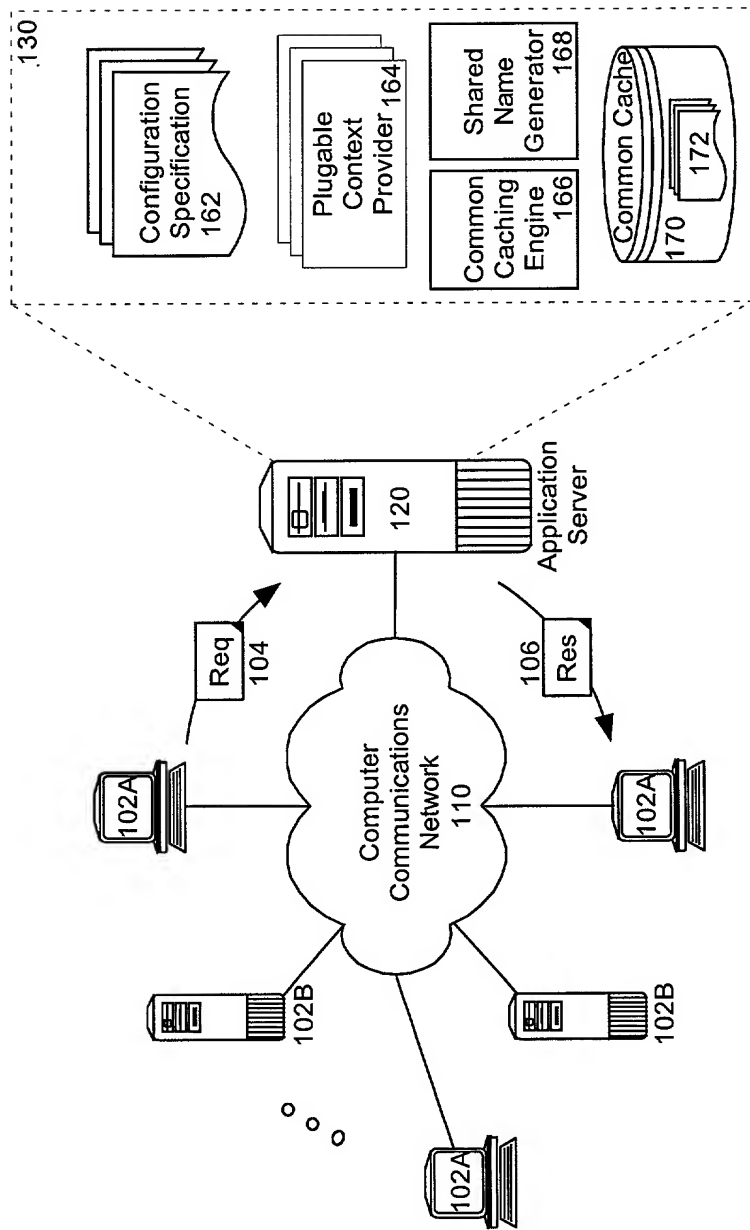 130
Configuration
Specification
162
Plugable
Context
Provider 164
Common
Caching
Engine
166
Shared
Name
Generator
168
Common Cache
170
172
120
Application
Server
Req
104
106
Res
102A
Computer
Communications
Network
110
102A
102B
102B
102A